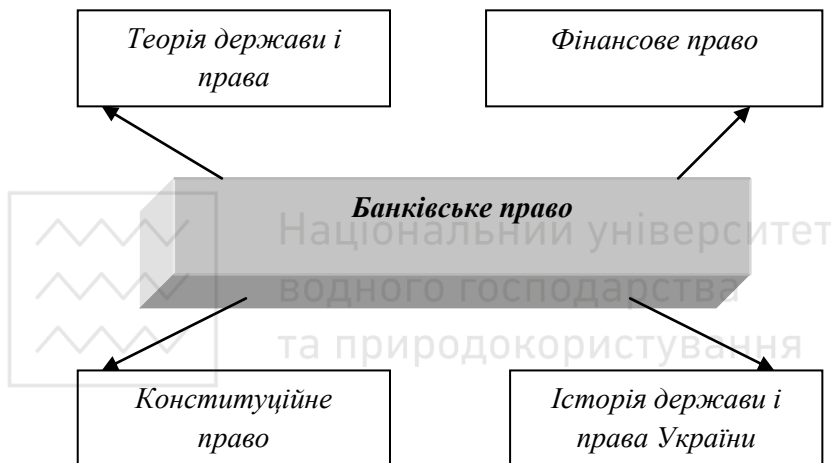 Теорія держави і
права
Фінансове право
Банківське право
Національний університет
водного господарства
та природокористування
Конституційне
право
Історія держави і
права України